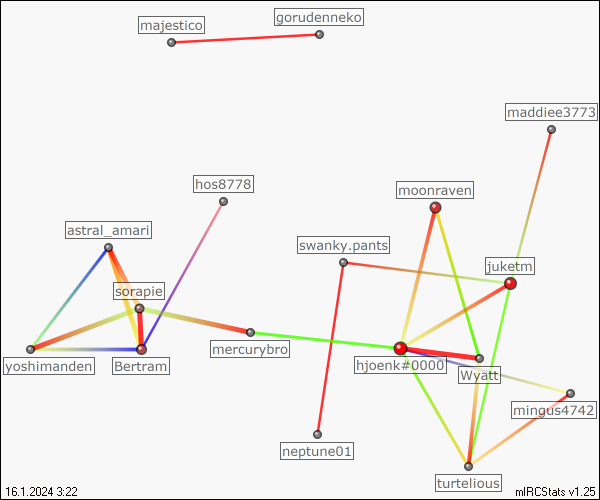 gorudenneko
majestico
maddiee3773
hos8778
moonraven
astral_amari
swanky.pants
juketm
sorapie
mercurybro
yoshimanden
Bertram
hjoenk#0000
Wyatt
mingus4742
neptune01
turtelious
16.1.2024 3:22
mIRCStats v1.25